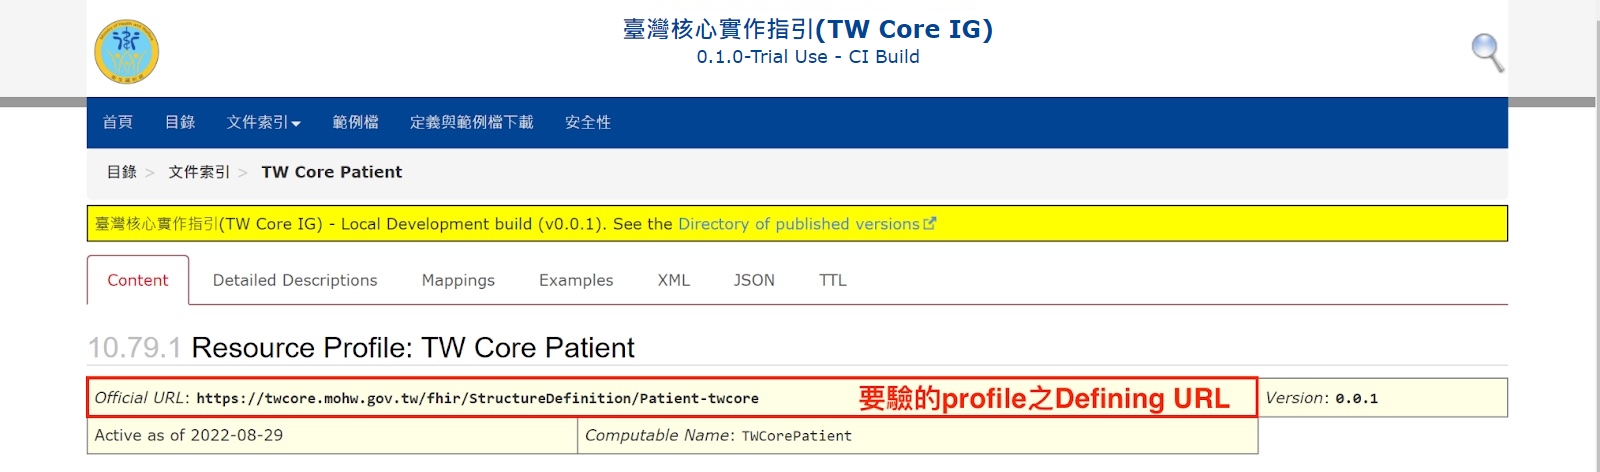 臺灣核心實作指引(TW Core IG)
0.1.0-Trial Use - CI Build
首頁 目錄 文件索引 範例檔 定義與範例檔下載 安全性
目錄 > 文件索引 > TW Core Patient
臺灣核心實作指引(TW Core IG) - Local Development build (v0.0.1). See the Directory of published versions
Content Detailed Descriptions Mappings Examples XML JSON TTL
10.79.1 Resource Profile: TW Core Patient
Official URL: https://twcore.mohw.gov.tw/fhir/StructureDefinition/Patient-twcore 要驗的profile之Defining URL Version: 0.0.1
Active as of 2022-08-29 Computable Name: TWCorePatient